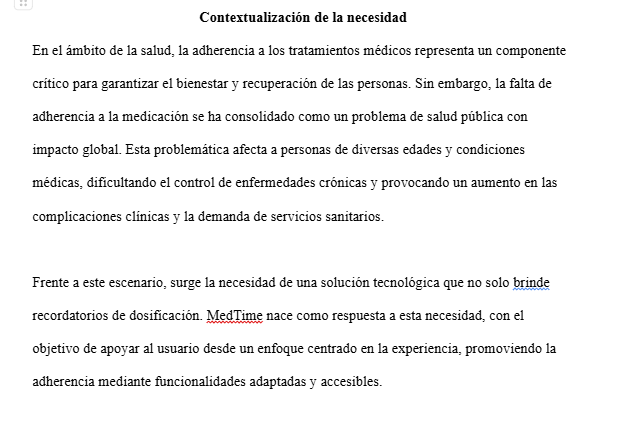 Contextualización de la necesidad
En el ámbito de la salud, la adherencia a los tratamientos médicos representa un componente
crítico para garantizar el bienestar y recuperación de las personas. Sin embargo, la falta de
adherencia a la medicación se ha consolidado como un problema de salud pública con
impacto global. Esta problemática afecta a personas de diversas edades y condiciones
médicas, dificultando el control de enfermedades crónicas y provocando un aumento en las
complicaciones clínicas y la demanda de servicios sanitarios.
Frente a este escenario, surge la necesidad de una solución tecnológica que no solo brinde
recordatorios de dosificación. MedTime nace como respuesta a esta necesidad, con el
objetivo de apoyar al usuario desde un enfoque centrado en la experiencia, promoviendo la
adherencia mediante funcionalidades adaptadas y accesibles.